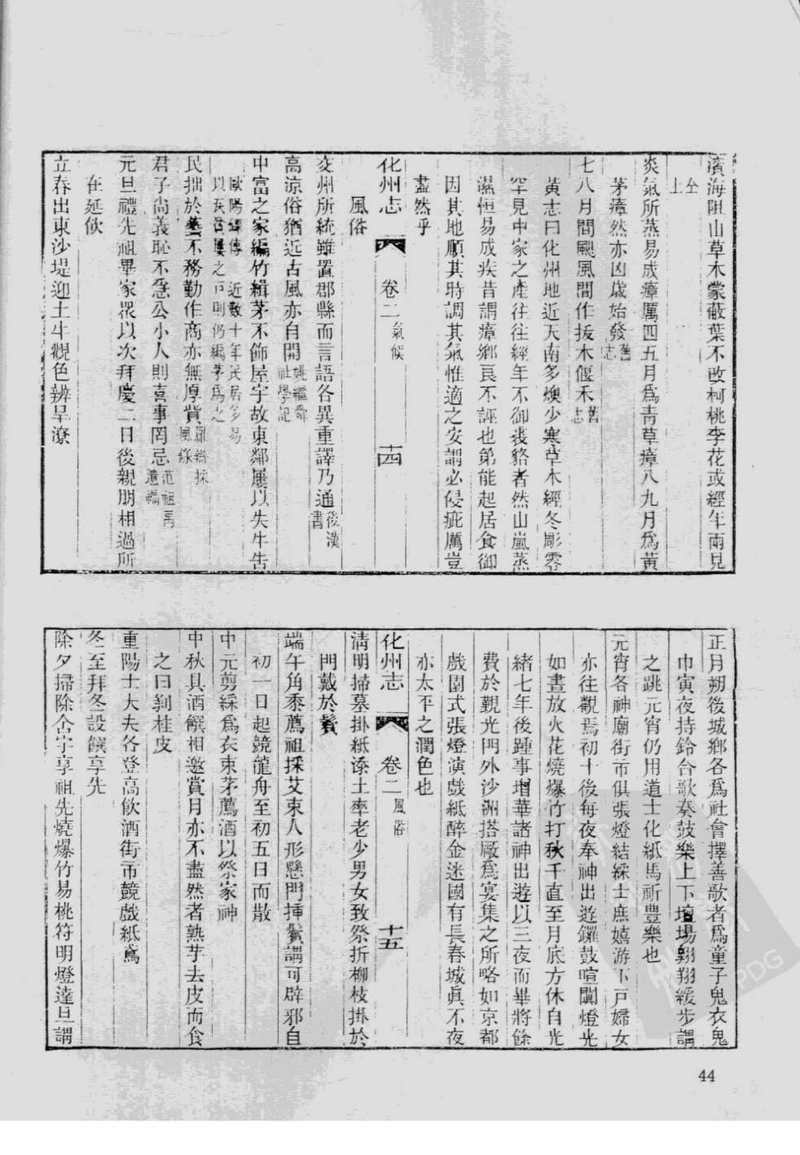 濱海阻山草木蒙蔽葉不改柯桃李花或經年兩見
仝上
炎氣所蒸易成瘴厲四五月爲青草瘴八九月爲黃
茅瘴然亦凶歲始發舊志
七八月間颶風間作拔木偃禾舊志
黃志曰化州地近天南多燠少寒草木經冬彫零
罕見中家之產往往經年不御裘貉者然山嵐蒸
濕恒易成疾昔謂瘴鄉良不誣也第能起居食御
因其地順其時調其氣惟適之安謂必侵疵厲豈
盡然乎
化州志 卷二 氣候 十四
風俗
交州所統雖置郡縣而言語各異重譯乃通後漢書
高涼俗猶近古風亦自開 社學記
中富之家編竹緝茅不飾屋宇故東鄰屢以失牛告
歐陽 傳 近數十年民居多易
以瓦 之戶則仍編茅爲之
民拙於藝不務勤作商亦無厚貲 採風錄
君子尚義恥不急公小人則喜事罔忌范祖禹遺稿
元旦禮先祖畢家眾以次拜慶二日後親朋相過所
在延飲
立春出東沙堤迎土牛觀色辨旱潦
正月朔後城鄉各爲社會擇善歌者爲童子鬼衣鬼
巾寅夜持鈴合歌奏鼓樂上下壇場翱翔緩步謂
之跳元宵仍用道士化紙馬祈豐樂也
元宵各神廟街市俱張燈結綵士庶嬉游下戶婦女
亦往觀焉初十後每夜奉神出遊鑼鼓喧闐燈光
如晝放火花燒爆竹打秋千直至月底方休自光
緒七年後踵事增華諸神出遊以三夜而畢將餘
費於觀光門外沙洲搭廠爲宴集之所略如京都
戲園式張燈演戲紙醉金迷國有長春城眞不夜
亦太平之潤色也
化州志 卷二 風俗 十五
清明掃墓掛紙添土率老少男女致祭折柳枝掛於
門戴於鬢
端午角黍薦祖採艾束人形懸門挿鬢謂可辟邪自
初一日起競龍舟至初五日而散
中元剪綵爲衣束茅薦酒以祭家神
中秋具酒饌相邀賞月亦不盡然者熟芋去皮而食
之曰剝桂皮
重陽士大夫各登高飲酒街市競戲紙鳶
冬至拜冬設饌享先
除夕掃除舍宇享祖先燒爆竹易桃符明燈達旦謂
44